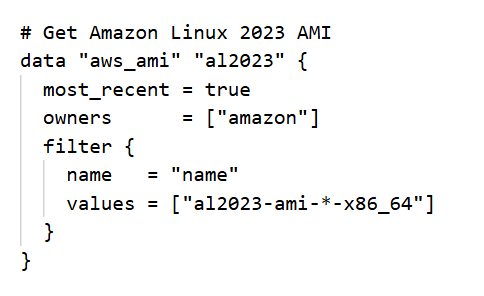 # Get Amazon Linux 2023 AMI
data "aws_ami" "al2023" {
  most_recent = true
  owners      = ["amazon"]
  filter {
    name   = "name"
    values = ["al2023-ami-*-x86_64"]
  }
}